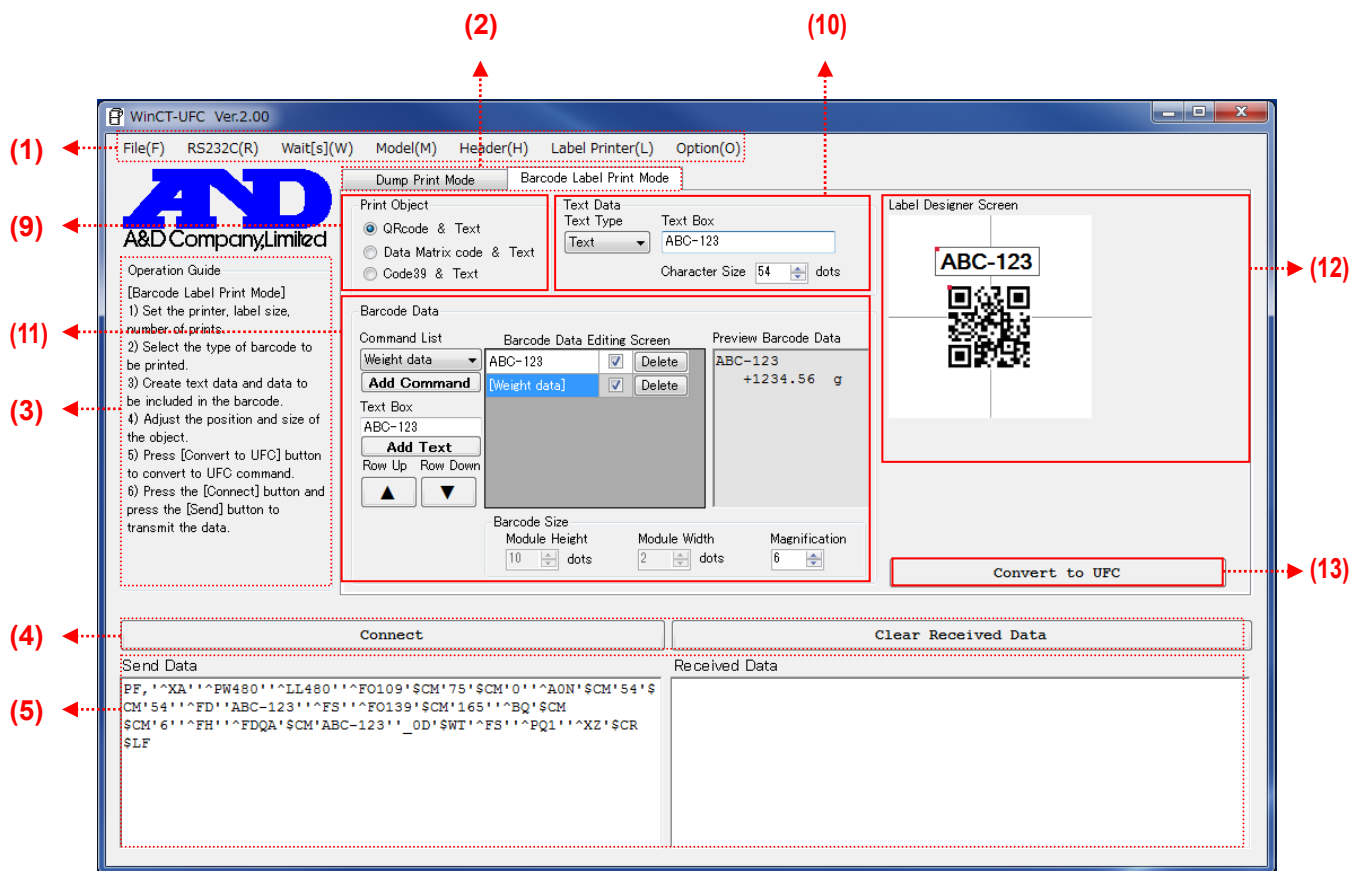 (2)
(10)
WinCT-UFC Ver.2.00
(1)
File(F) RS232C(R) Wait[s](W) Model(M) Header(H) Label Printer(L) Option(O)
Dump Print Mode Barcode Label Print Mode
AND
A&D Company,Limited
(9)
Print Object
QRcode & Text
Data Matrix code & Text
Code39 & Text
Text Data
Text Type Text Box
Text ABC-123
Character Size 54 dots
Label Designer Screen
ABC-123
(12)
Operation Guide
[Barcode Label Print Mode]
1) Set the printer, label size,
number of prints.
2) Select the type of barcode to
be printed.
3) Create text data and data to
be included in the barcode.
4) Adjust the position and size of
the object.
5) Press [Convert to UFC] button
to convert to UFC command.
6) Press the [Connect] button and
press the [Send] button to
transmit the data.
(11)
(3)
Barcode Data
Command List
Weight data
Add Command
Text Box
ABC-123
Add Text
Row Up Row Down
▲ ▼
Barcode Data Editing Screen
ABC-123 Delete
[Weight data] Delete
Preview Barcode Data
ABC-123
+1234.56 g
Barcode Size
Module Height Module Width Magnification
10 dots 2 dots 6
Convert to UFC
(13)
(4)
Connect
Clear Received Data
Send Data
Received Data
(5)
PF,'^XA''^PW480''^LL480''^FO109'$CM'75'$CM'0''^A0N'$CM'54'$
CM'54''^FD''ABC-123''^FS''^FO139'$CM'165''^BQ'$CM
$CM'6''^FH''^FDQA'$CM'ABC-123''_0D'$WT'^FS''^PQ1''^XZ'$CR
$LF